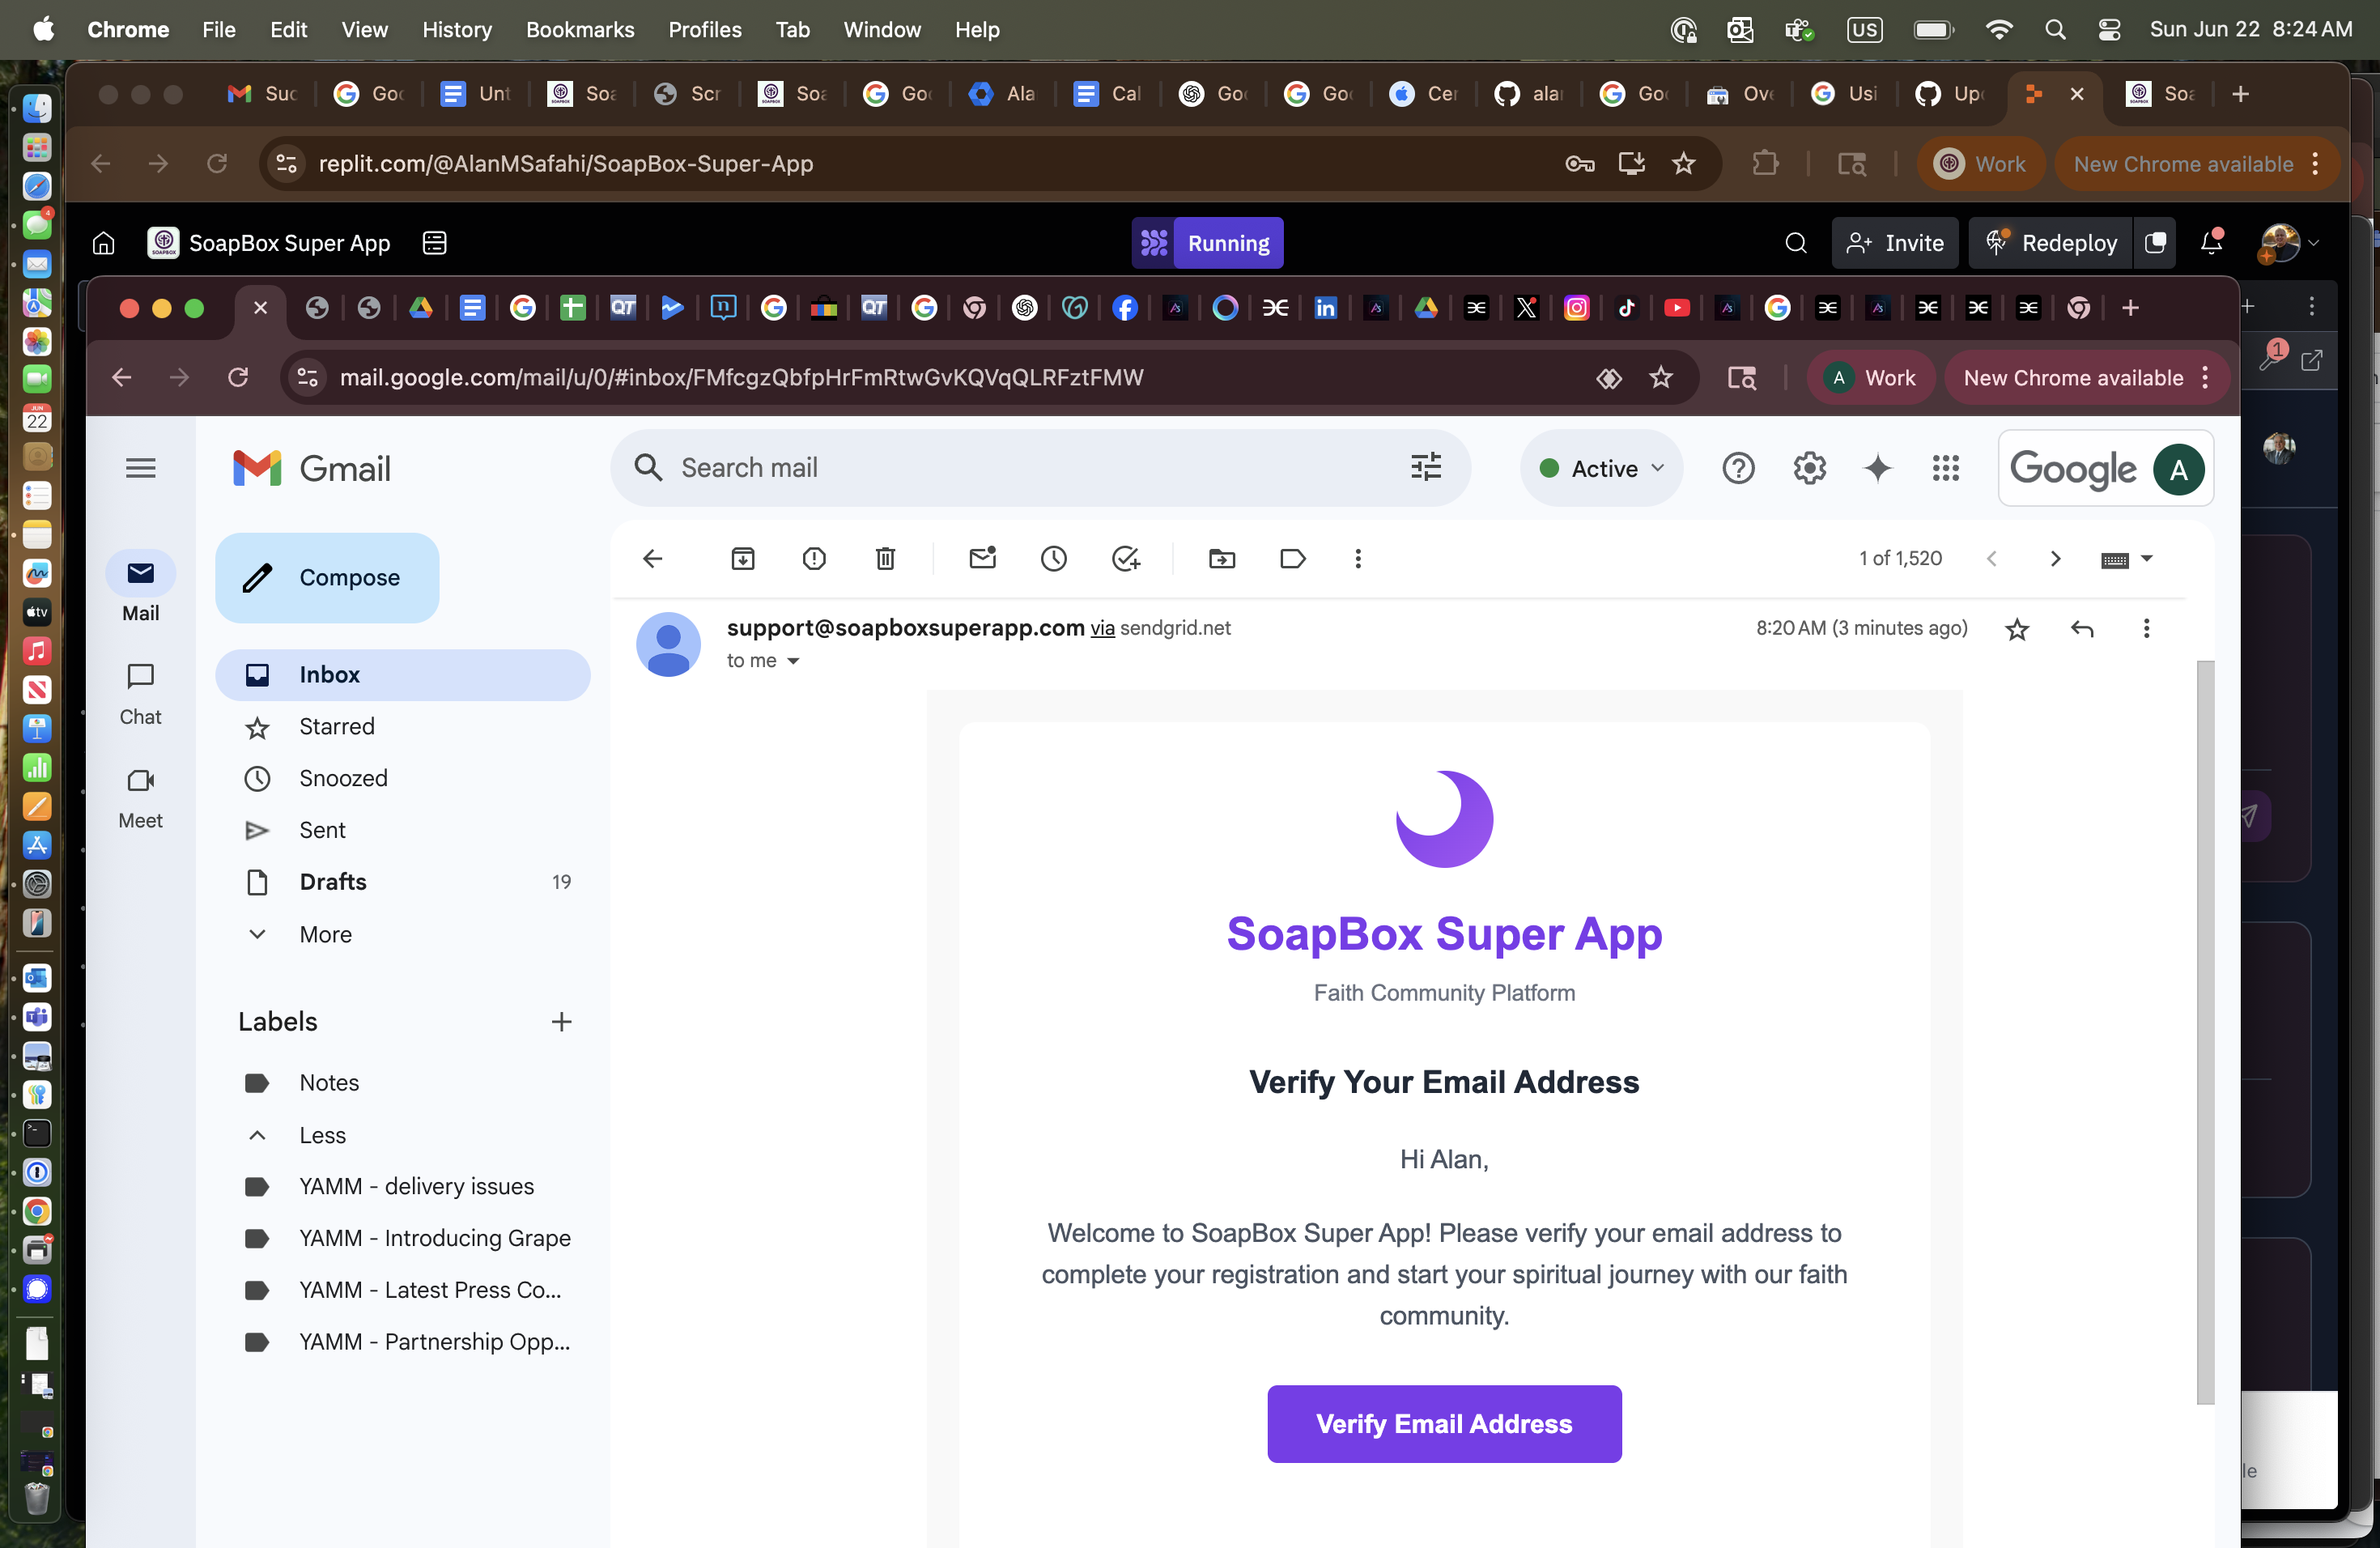 Chrome File Edit View History Bookmarks Profiles Tab Window Help US Sun Jun 22 8:24 AM
Suc Goo Unt Soa Scr Soa Goo Ala Cal Goo Goo Cer alar Goo Ove Usi Upd Soa
replit.com/@AlanMSafahi/SoapBox-Super-App Work New Chrome available
SoapBox Super App Running Invite Redeploy
mail.google.com/mail/u/0/#inbox/FMfcgzQbfpHrFmRtwGvKQVqQLRFztFMW A Work New Chrome available
1
Gmail Search mail Active Google A
Compose
1 of 1,520
Mail
support@soapboxsuperapp.com via sendgrid.net 8:20 AM (3 minutes ago)
to me
Inbox
Chat
Starred
Snoozed
Meet
Sent
Drafts 19
More
Labels
Notes
Less
YAMM - delivery issues
YAMM - Introducing Grape
YAMM - Latest Press Co...
YAMM - Partnership Opp...
SoapBox Super App
Faith Community Platform
Verify Your Email Address
Hi Alan,
Welcome to SoapBox Super App! Please verify your email address to
complete your registration and start your spiritual journey with our faith
community.
Verify Email Address